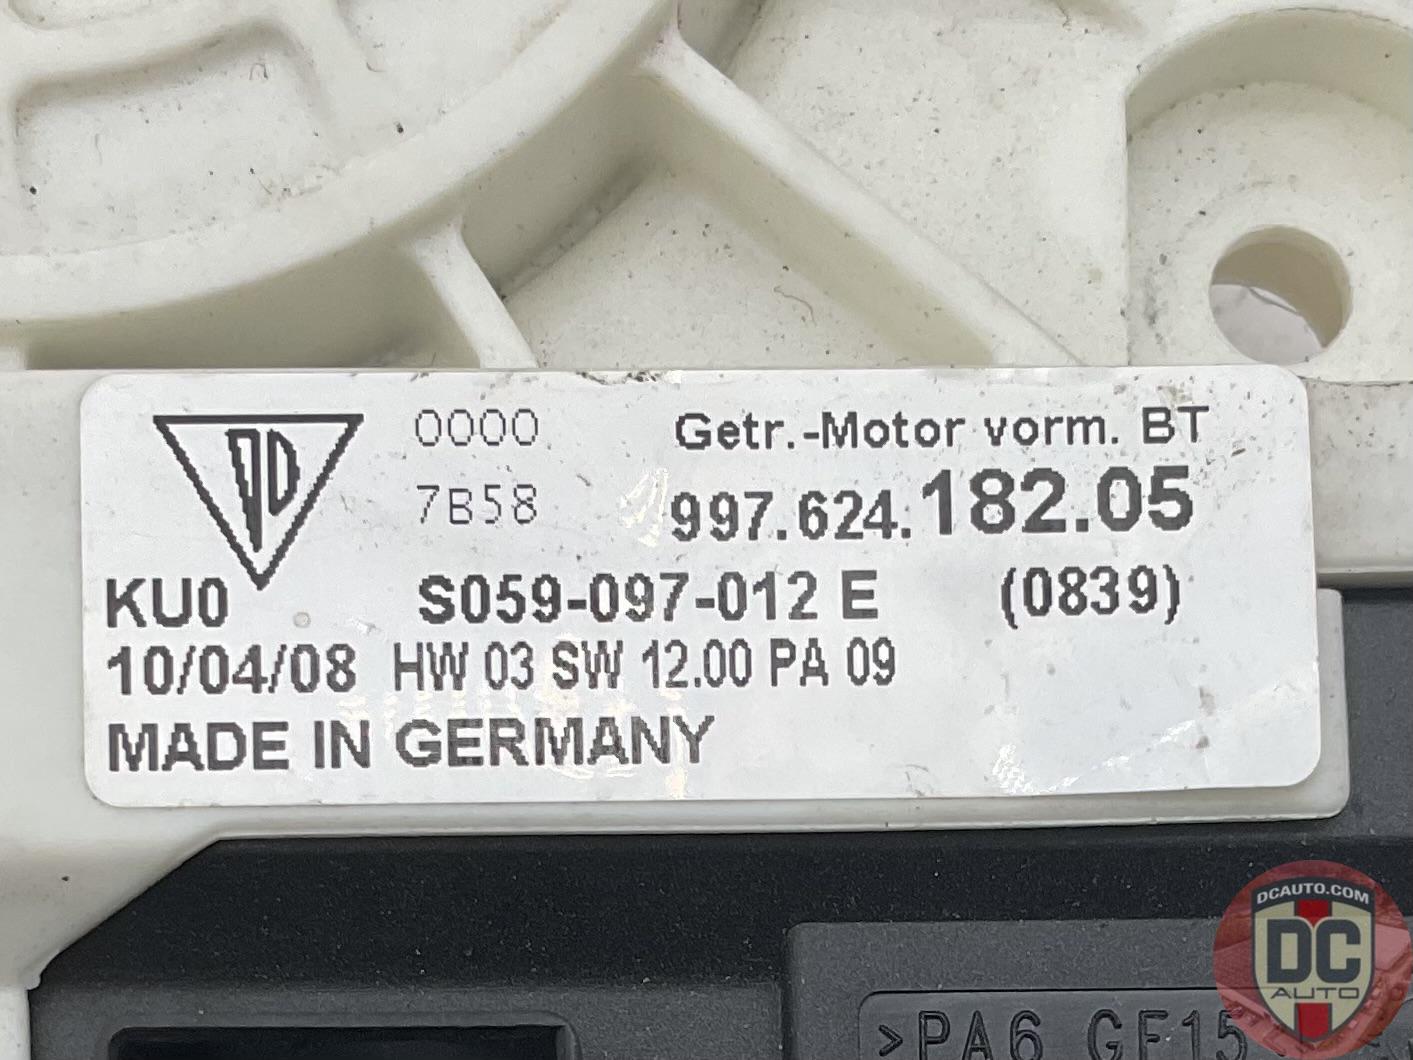 0000
7B58
Getr.-Motor vorm. BT
997.624.182.05
KU0 S059-097-012 E (0839)
10/04/08 HW 03 SW 12.00 PA 09
MADE IN GERMANY
>PA6 GF15
DCAUTO.COM
DC
AUTO